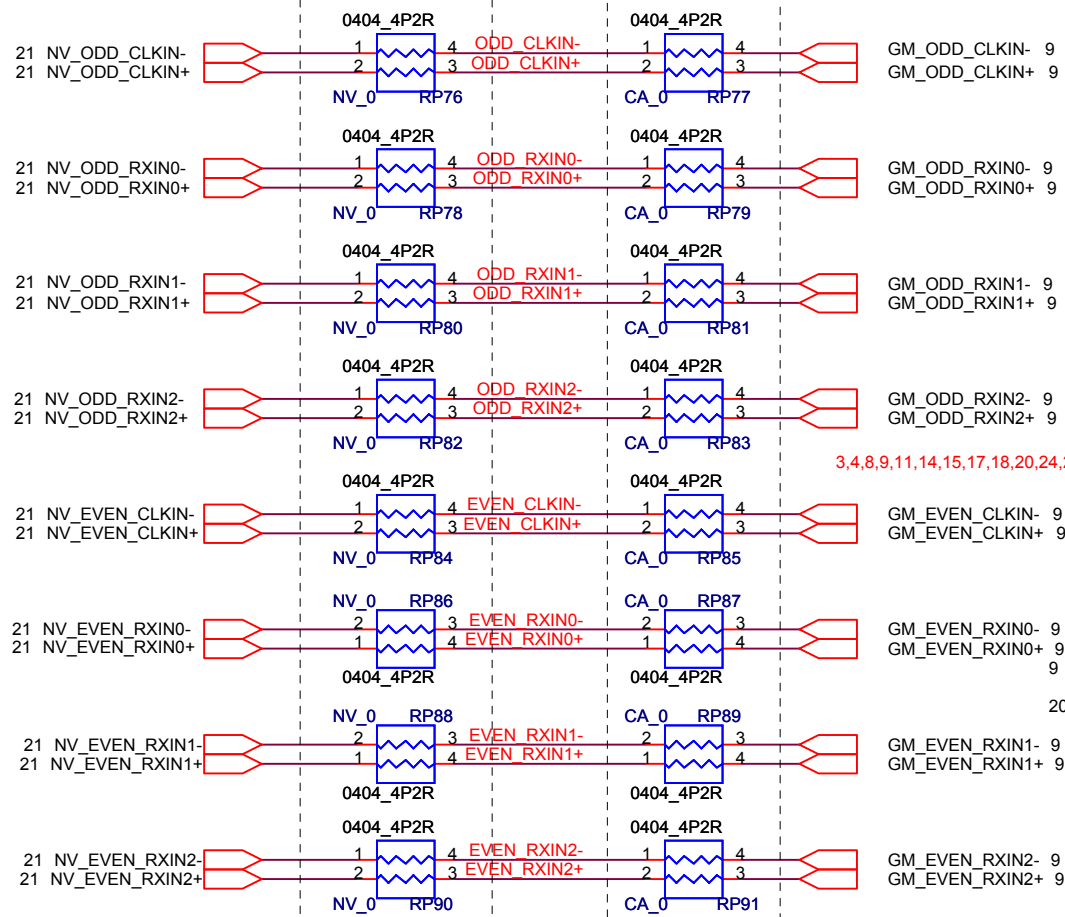 0404_4P2R 0404_4P2R
21 NV_ODD_CLKIN- 1 4 ODD_CLKIN- 1 4 GM_ODD_CLKIN- 9
21 NV_ODD_CLKIN+ 2 3 ODD_CLKIN+ 2 3 GM_ODD_CLKIN+ 9
NV_0 RP76 CA_0 RP77
0404_4P2R 0404_4P2R
21 NV_ODD_RXIN0- 1 4 ODD_RXIN0- 1 4 GM_ODD_RXIN0- 9
21 NV_ODD_RXIN0+ 2 3 ODD_RXIN0+ 2 3 GM_ODD_RXIN0+ 9
NV_0 RP78 CA_0 RP79
0404_4P2R 0404_4P2R
21 NV_ODD_RXIN1- 1 4 ODD_RXIN1- 1 4 GM_ODD_RXIN1- 9
21 NV_ODD_RXIN1+ 2 3 ODD_RXIN1+ 2 3 GM_ODD_RXIN1+ 9
NV_0 RP80 CA_0 RP81
0404_4P2R 0404_4P2R
21 NV_ODD_RXIN2- 1 4 ODD_RXIN2- 1 4 GM_ODD_RXIN2- 9
21 NV_ODD_RXIN2+ 2 3 ODD_RXIN2+ 2 3 GM_ODD_RXIN2+ 9
NV_0 RP82 CA_0 RP83
3,4,8,9,11,14,15,17,18,20,24,
0404_4P2R 0404_4P2R
21 NV_EVEN_CLKIN- 1 4 EVEN_CLKIN- 1 4 GM_EVEN_CLKIN- 9
21 NV_EVEN_CLKIN+ 2 3 EVEN_CLKIN+ 2 3 GM_EVEN_CLKIN+ 9
NV_0 RP84 CA_0 RP85
NV_0 RP86 CA_0 RP87
21 NV_EVEN_RXIN0- 2 3 EVEN_RXIN0- 2 3 GM_EVEN_RXIN0- 9
21 NV_EVEN_RXIN0+ 1 4 EVEN_RXIN0+ 1 4 GM_EVEN_RXIN0+ 9
9
0404_4P2R 0404_4P2R
20
NV_0 RP88 CA_0 RP89
21 NV_EVEN_RXIN1- 2 3 EVEN_RXIN1- 2 3 GM_EVEN_RXIN1- 9
21 NV_EVEN_RXIN1+ 1 4 EVEN_RXIN1+ 1 4 GM_EVEN_RXIN1+ 9
0404_4P2R 0404_4P2R
0404_4P2R 0404_4P2R
21 NV_EVEN_RXIN2- 1 4 EVEN_RXIN2- 1 4 GM_EVEN_RXIN2- 9
21 NV_EVEN_RXIN2+ 2 3 EVEN_RXIN2+ 2 3 GM_EVEN_RXIN2+ 9
NV_0 RP90 CA_0 RP91